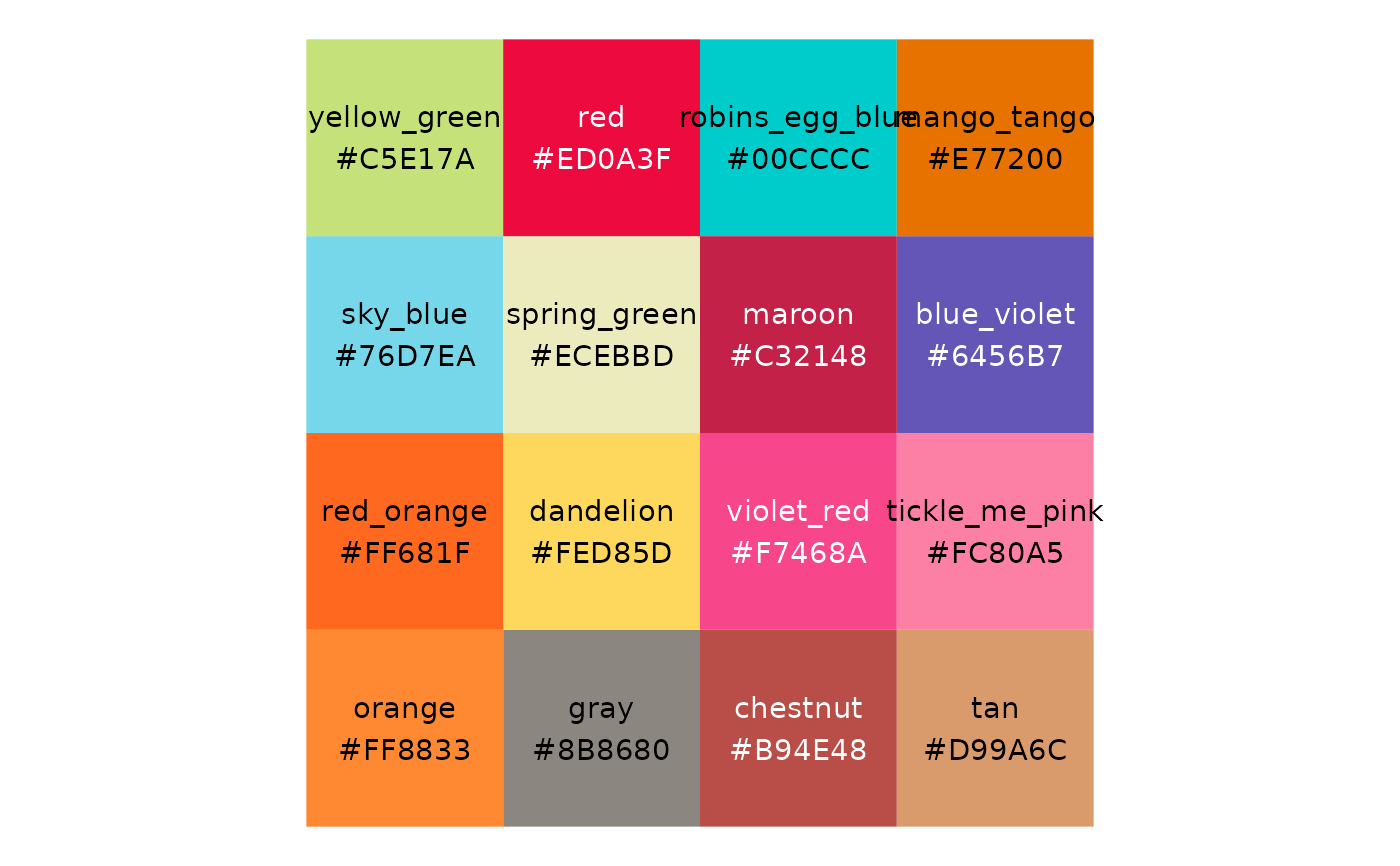 yellow_green
#C5E17A
red
#ED0A3F
robins_egg_blue
#00CCCC
mango_tango
#E77200
sky_blue
#76D7EA
spring_green
#ECEBBD
maroon
#C32148
blue_violet
#6456B7
red_orange
#FF681F
dandelion
#FED85D
violet_red
#F7468A
tickle_me_pink
#FC80A5
orange
#FF8833
gray
#8B8680
chestnut
#B94E48
tan
#D99A6C